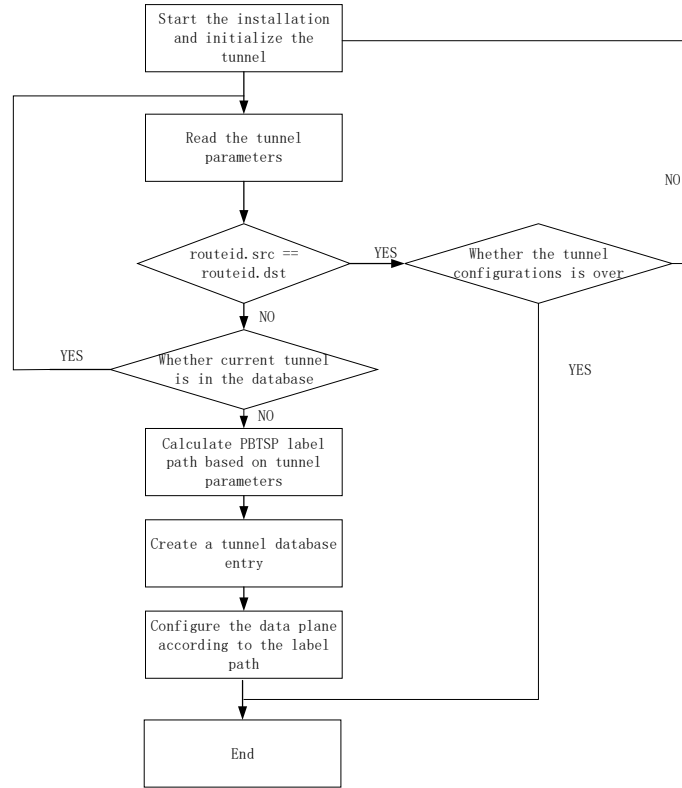 Start the installation
and initialize the
tunnel
Read the tunnel
parameters
NO
routeid.src ==
routeid.dst
YES
Whether the tunnel
configurations is over
NO
Whether current tunnel
is in the database
YES
YES
NO
Calculate PBTSP label
path based on tunnel
parameters
Create a tunnel database
entry
Configure the data plane
according to the label
path
End